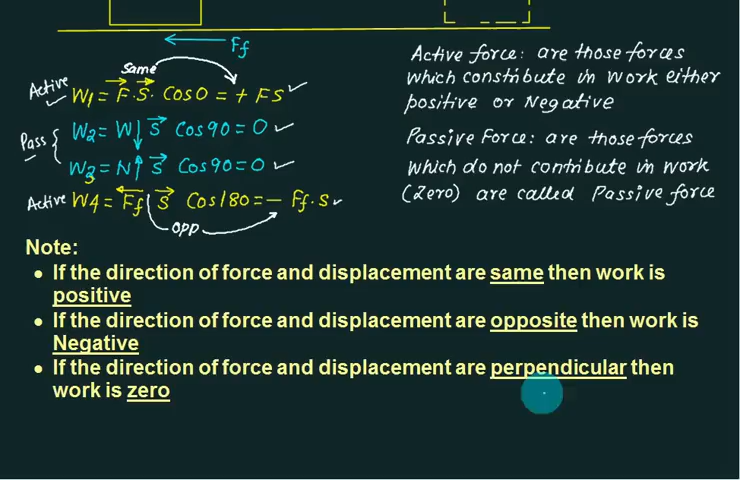 Ff
Same
Active W1 = F · S · Cos0 = + FS ✓
Pass { W2 = W↓ S Cos90 = 0 ✓
W3 = N↑ S Cos90 = 0 ✓
Active W4 = Ff S Cos180 = − Ff · S ✓
opp
Active force: are those forces
which constribute in work either
positive or Negative
Passive Force: are those forces
which do not contribute in work
(Zero) are called Passive force
Note:
• If the direction of force and displacement are same then work is
positive
• If the direction of force and displacement are opposite then work is
Negative
• If the direction of force and displacement are perpendicular then
work is zero